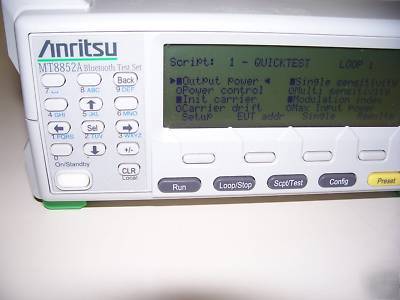 Anritsu
MT8852A Bluetooth Test Set
Script: 1 - QUICKTEST LOOP 1
Output power Single sensitivity
Power control Multi sensitivity
Init carrier Modulation index
Carrier drift Max Input Power
Setup EUT addr Single Results
Back
7 8 ABC 9 DEF
4 GHI 5 JKL 6 MNO
Sel
1 PQRS 2 TUV 3 WXYZ
0 +/-
On/Standby
CLR
Local
Run Loop/Stop Scpt/Test Config Preset